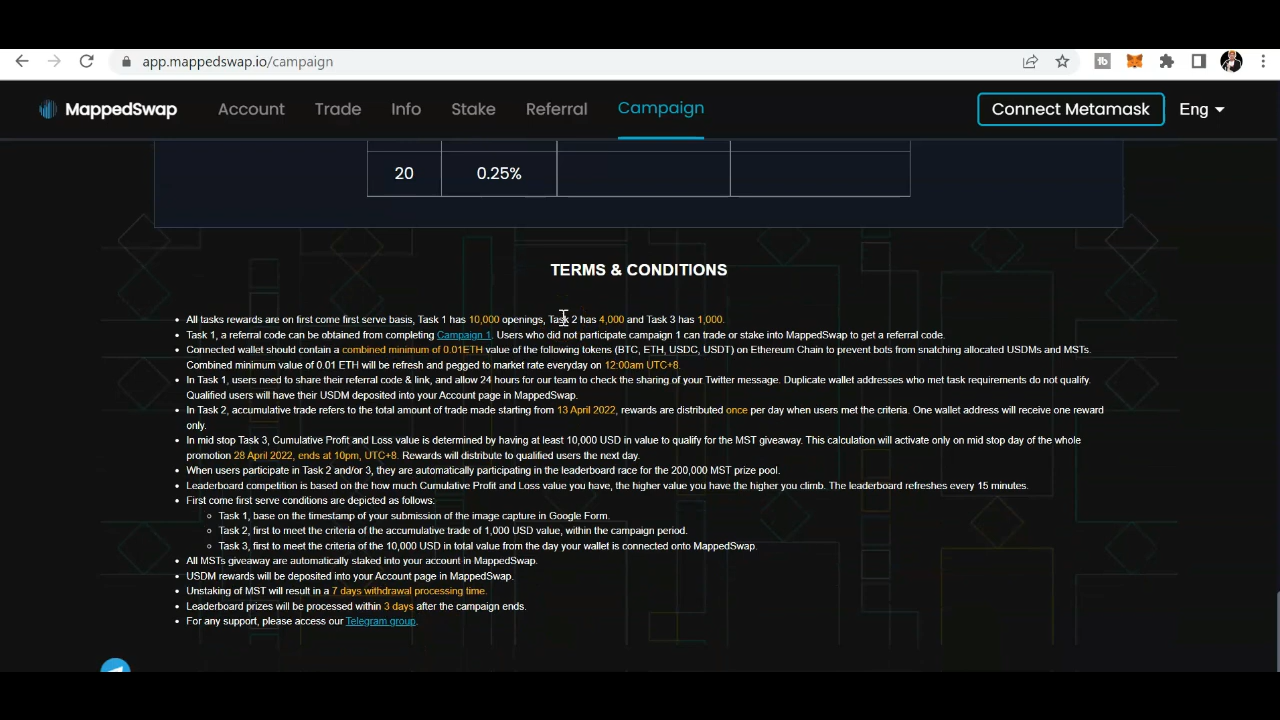 app.mappedswap.io/campaign
MappedSwap Account Trade Info Stake Referral Campaign Connect Metamask Eng
20 0.25%
TERMS & CONDITIONS
All tasks rewards are on first come first serve basis, Task 1 has 10,000 openings, Task 2 has 4,000 and Task 3 has 1,000.
Task 1, a referral code can be obtained from completing Campaign 1. Users who did not participate campaign 1 can trade or stake into MappedSwap to get a referral code.
Connected wallet should contain a combined minimum of 0.01ETH value of the following tokens (BTC, ETH, USDC, USDT) on Ethereum Chain to prevent bots from snatching allocated USDMs and MSTs.
Combined minimum value of 0.01 ETH will be refresh and pegged to market rate everyday on 12:00am UTC+8.
In Task 1, users need to share their referral code & link, and allow 24 hours for our team to check the sharing of your Twitter message. Duplicate wallet addresses who met task requirements do not qualify.
Qualified users will have their USDM deposited into your Account page in MappedSwap.
In Task 2, accumulative trade refers to the total amount of trade made starting from 13 April 2022, rewards are distributed once per day when users met the criteria. One wallet address will receive one reward
only.
In mid stop Task 3, Cumulative Profit and Loss value is determined by having at least 10,000 USD in value to qualify for the MST giveaway. This calculation will activate only on mid stop day of the whole
promotion 28 April 2022, ends at 10pm, UTC+8. Rewards will distribute to qualified users the next day.
When users participate in Task 2 and/or 3, they are automatically participating in the leaderboard race for the 200,000 MST prize pool.
Leaderboard competition is based on the how much Cumulative Profit and Loss value you have, the higher value you have the higher you climb. The leaderboard refreshes every 15 minutes.
First come first serve conditions are depicted as follows:
Task 1, base on the timestamp of your submission of the image capture in Google Form.
Task 2, first to meet the criteria of the accumulative trade of 1,000 USD value, within the campaign period.
Task 3, first to meet the criteria of the 10,000 USD in total value from the day your wallet is connected onto MappedSwap.
All MSTs giveaway are automatically staked into your account in MappedSwap.
USDM rewards will be deposited into your Account page in MappedSwap.
Unstaking of MST will result in a 7 days withdrawal processing time.
Leaderboard prizes will be processed within 3 days after the campaign ends.
For any support, please access our Telegram group.